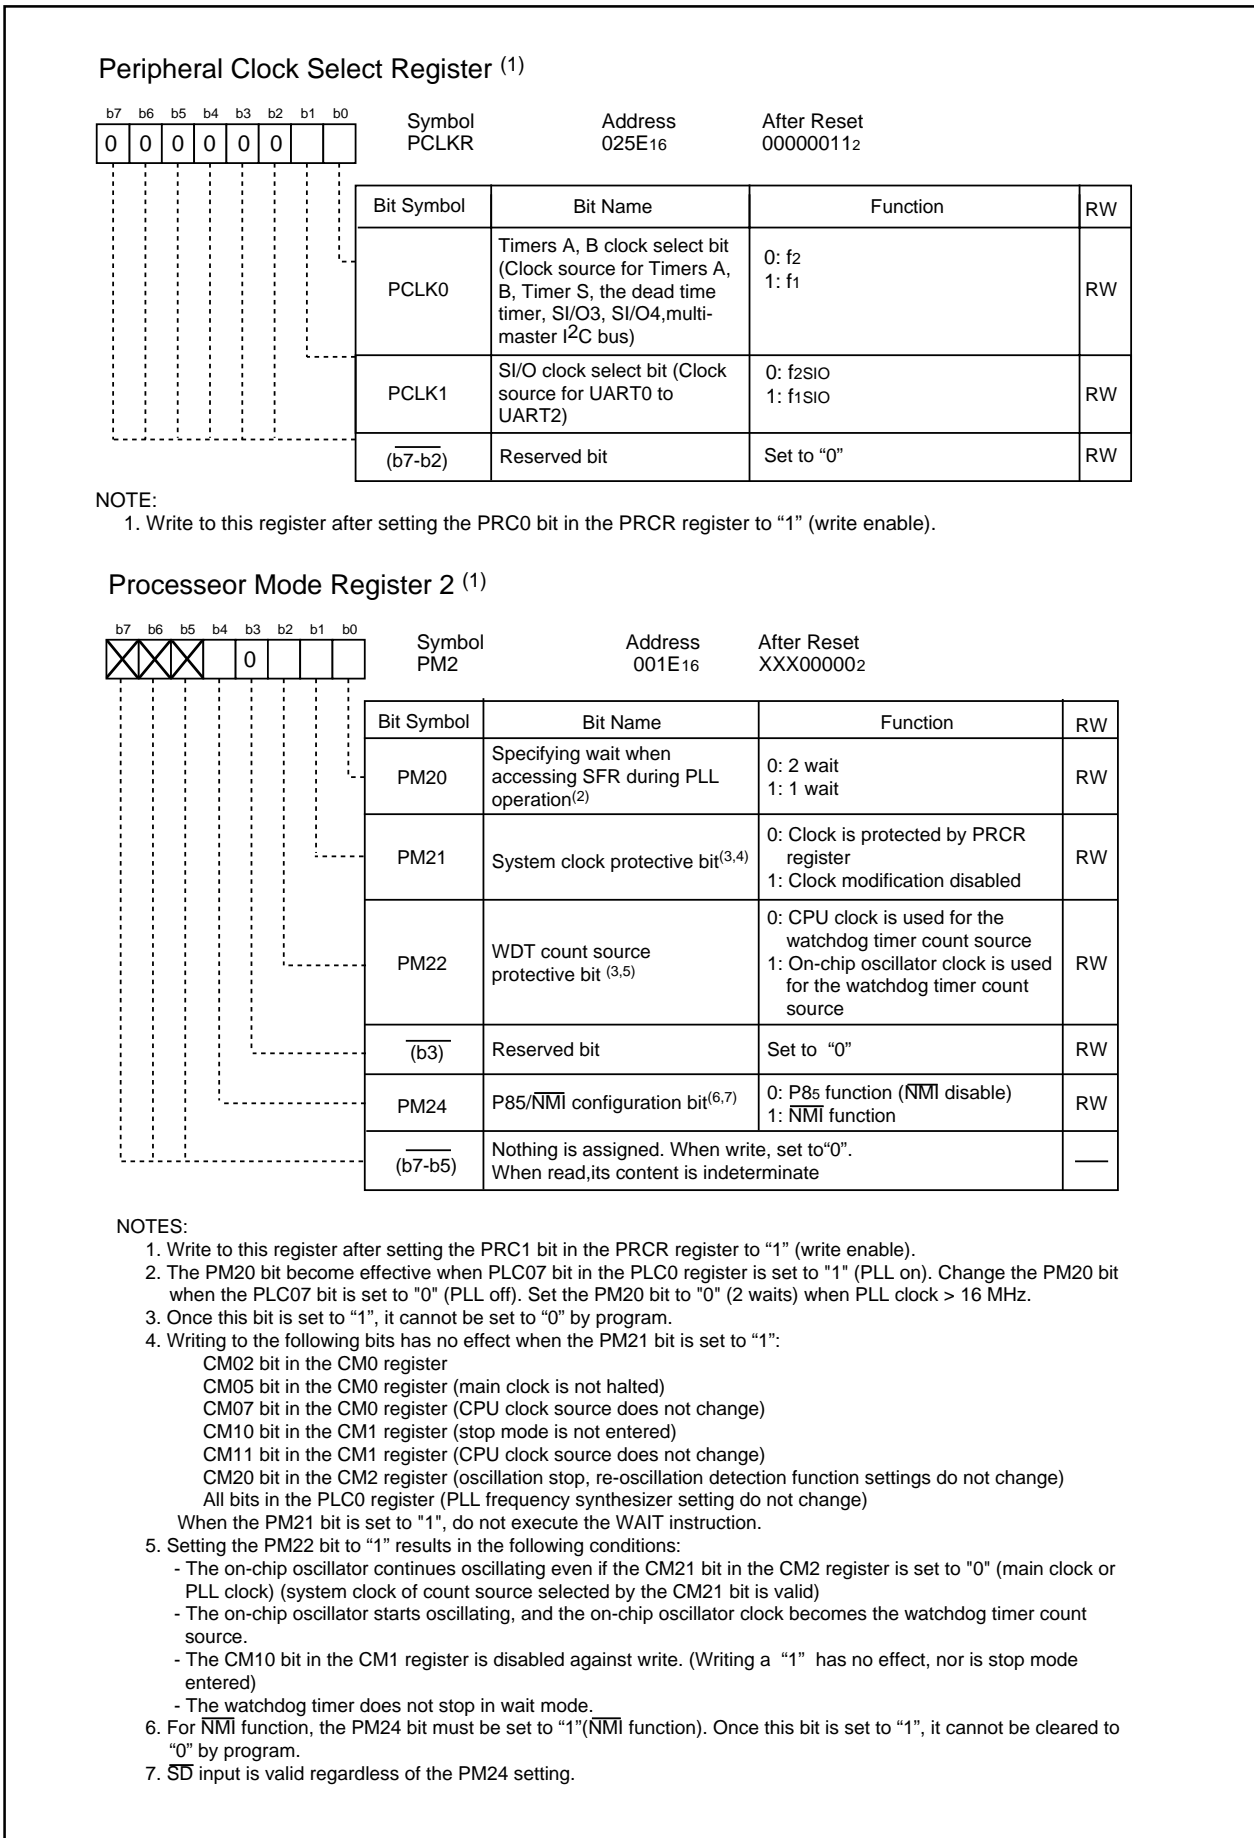 Peripheral Clock Select Register (1)
b7 b6 b5 b4 b3 b2 b1 b0
0 0 0 0 0 0
Symbol Address After Reset
PCLKR 025E16 000000112
Bit Symbol Bit Name Function RW
PCLK0
Timers A, B clock select bit
(Clock source for Timers A,
B, Timer S, the dead time
timer, SI/O3, SI/O4,multi-
master I2C bus)
0: f2
1: f1
RW
PCLK1
SI/O clock select bit (Clock
source for UART0 to
UART2)
0: f2SIO
1: f1SIO
RW
(b7-b2) Reserved bit Set to “0” RW
NOTE:
1. Write to this register after setting the PRC0 bit in the PRCR register to “1” (write enable).
Processeor Mode Register 2 (1)
b7 b6 b5 b4 b3 b2 b1 b0
0
Symbol Address After Reset
PM2 001E16 XXX000002
Bit Symbol Bit Name Function RW
PM20
Specifying wait when
accessing SFR during PLL
operation(2)
0: 2 wait
1: 1 wait
RW
PM21
System clock protective bit(3,4)
0: Clock is protected by PRCR
register
1: Clock modification disabled
RW
PM22
WDT count source
protective bit (3,5)
0: CPU clock is used for the
watchdog timer count source
1: On-chip oscillator clock is used
for the watchdog timer count
source
RW
(b3) Reserved bit Set to “0” RW
PM24
P85/NMI configuration bit(6,7)
0: P85 function (NMI disable)
1: NMI function
RW
(b7-b5)
Nothing is assigned. When write, set to“0”.
When read,its content is indeterminate
NOTES:
1. Write to this register after setting the PRC1 bit in the PRCR register to “1” (write enable).
2. The PM20 bit become effective when PLC07 bit in the PLC0 register is set to "1" (PLL on). Change the PM20 bit
when the PLC07 bit is set to "0" (PLL off). Set the PM20 bit to "0" (2 waits) when PLL clock > 16 MHz.
3. Once this bit is set to “1”, it cannot be set to “0” by program.
4. Writing to the following bits has no effect when the PM21 bit is set to “1”:
CM02 bit in the CM0 register
CM05 bit in the CM0 register (main clock is not halted)
CM07 bit in the CM0 register (CPU clock source does not change)
CM10 bit in the CM1 register (stop mode is not entered)
CM11 bit in the CM1 register (CPU clock source does not change)
CM20 bit in the CM2 register (oscillation stop, re-oscillation detection function settings do not change)
All bits in the PLC0 register (PLL frequency synthesizer setting do not change)
When the PM21 bit is set to "1", do not execute the WAIT instruction.
5. Setting the PM22 bit to “1” results in the following conditions:
- The on-chip oscillator continues oscillating even if the CM21 bit in the CM2 register is set to "0" (main clock or
PLL clock) (system clock of count source selected by the CM21 bit is valid)
- The on-chip oscillator starts oscillating, and the on-chip oscillator clock becomes the watchdog timer count
source.
- The CM10 bit in the CM1 register is disabled against write. (Writing a “1” has no effect, nor is stop mode
entered)
- The watchdog timer does not stop in wait mode.
6. For NMI function, the PM24 bit must be set to “1”(NMI function). Once this bit is set to “1”, it cannot be cleared to
“0” by program.
7. SD input is valid regardless of the PM24 setting.